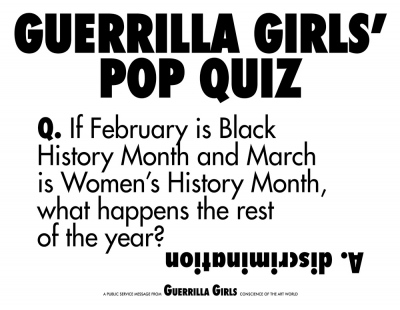 GUERRILLA GIRLS'
POP QUIZ
Q. If February is Black
History Month and March
is Women's History Month,
what happens the rest
of the year?
A. discrimination
A PUBLIC SERVICE MESSAGE FROM GUERRILLA GIRLS CONSCIENCE OF THE ART WORLD